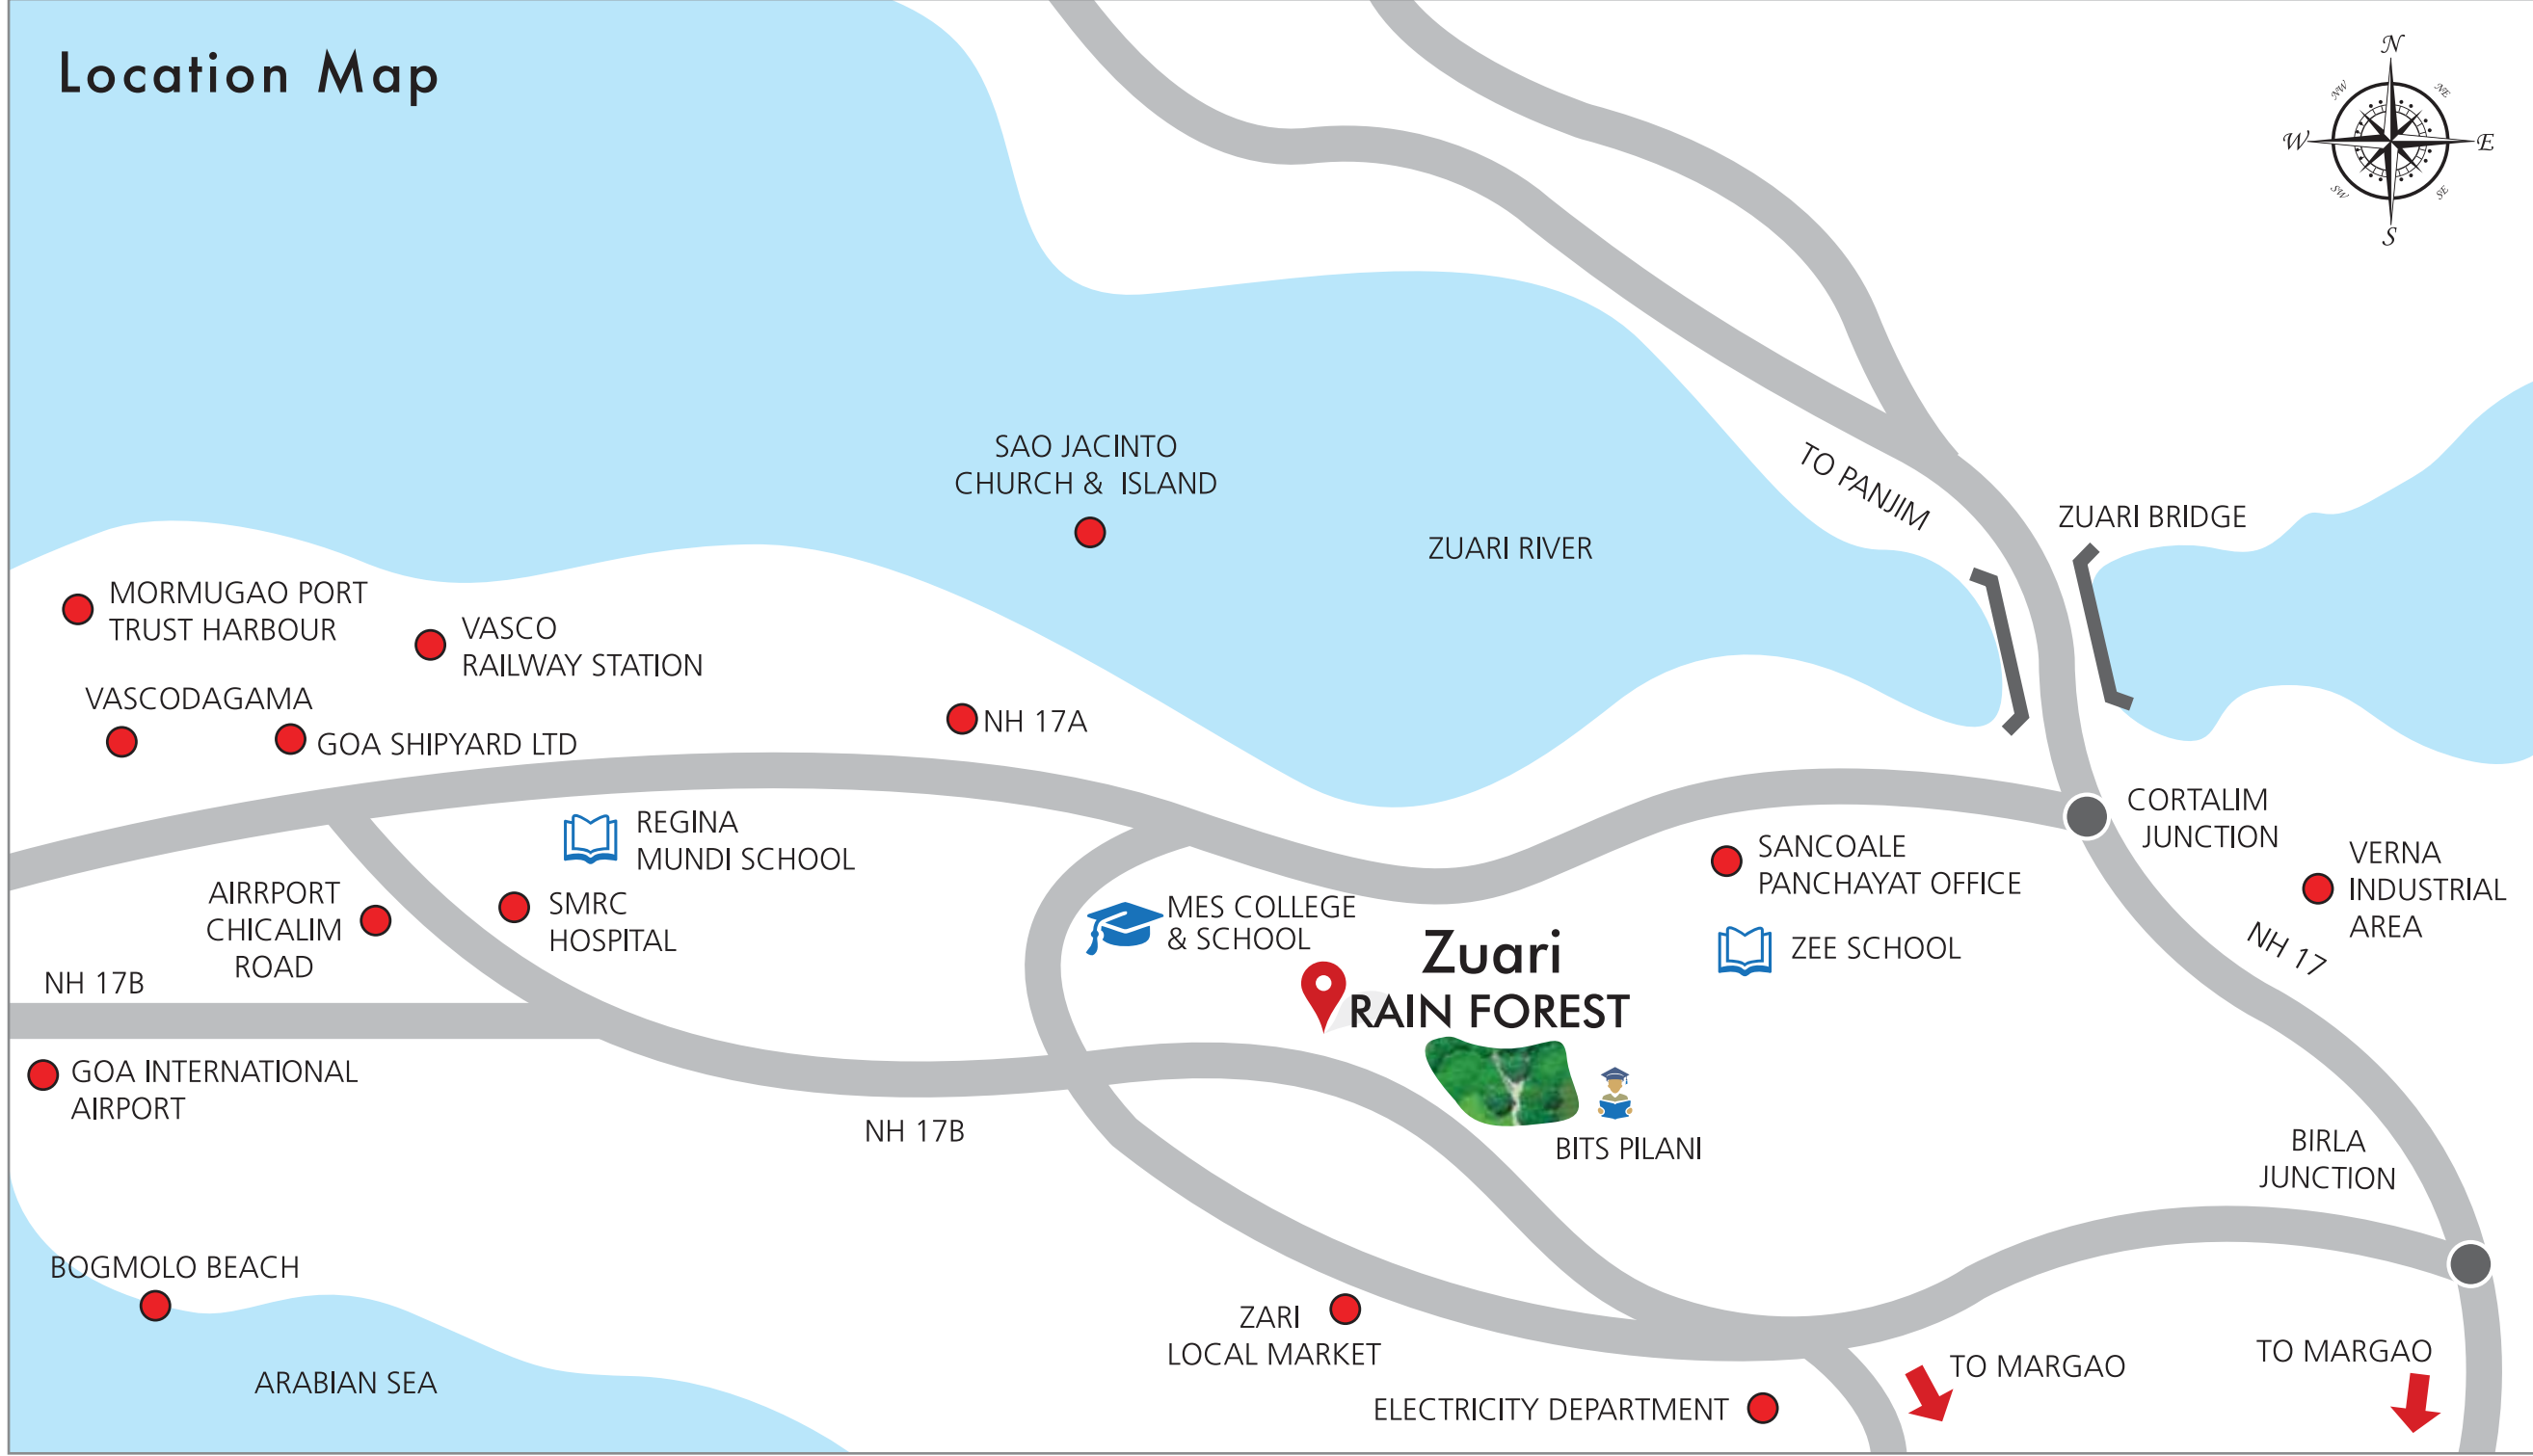 Location Map
N
NW
NE
W
E
SW
SE
S
SAO JACINTO
CHURCH & ISLAND
TO PANJIM
ZUARI BRIDGE
ZUARI RIVER
MORMUGAO PORT
TRUST HARBOUR
VASCO
RAILWAY STATION
VASCODAGAMA
GOA SHIPYARD LTD
NH 17A
REGINA
MUNDI SCHOOL
CORTALIM
JUNCTION
SANCOALE
PANCHAYAT OFFICE
VERNA
INDUSTRIAL
AREA
AIRRPORT
CHICALIM
ROAD
SMRC
HOSPITAL
MES COLLEGE
& SCHOOL
Zuari
RAIN FOREST
ZEE SCHOOL
NH 17
NH 17B
GOA INTERNATIONAL
AIRPORT
NH 17B
BITS PILANI
BIRLA
JUNCTION
BOGMOLO BEACH
ARABIAN SEA
ZARI
LOCAL MARKET
TO MARGAO
TO MARGAO
ELECTRICITY DEPARTMENT